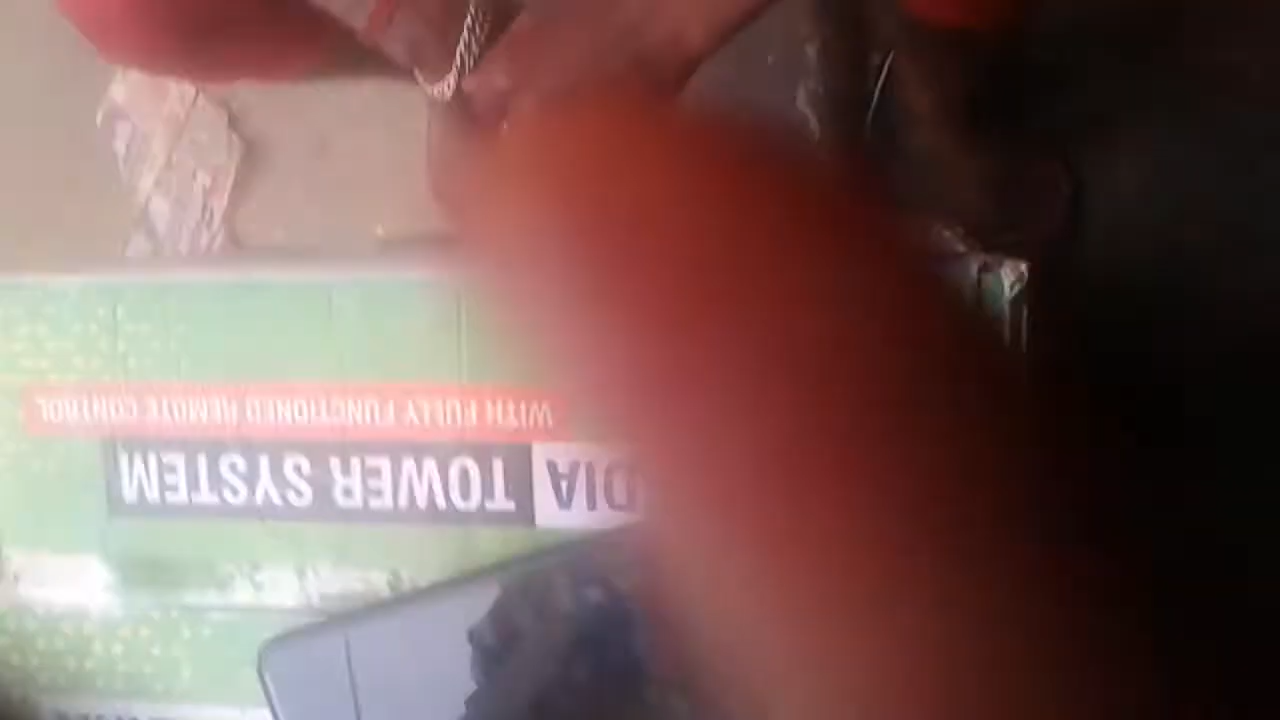 DIA TOWER SYSTEM
WITH FULLY FUNCTIONED REMOTE CONTROL